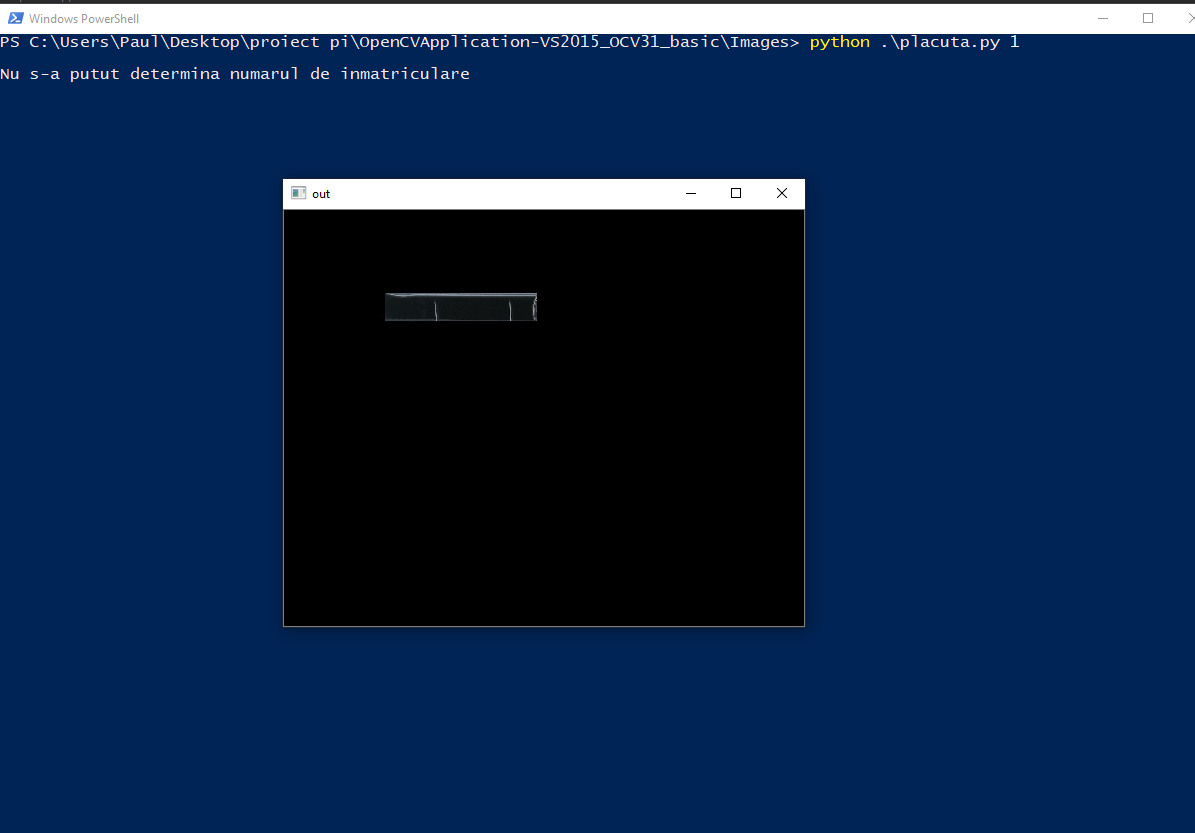 Windows PowerShell
PS C:\Users\Paul\Desktop\proiect pi\OpenCVApplication-VS2015_OCV31_basic\Images> python .\placuta.py 1
Nu s-a putut determina numarul de inmatriculare
out